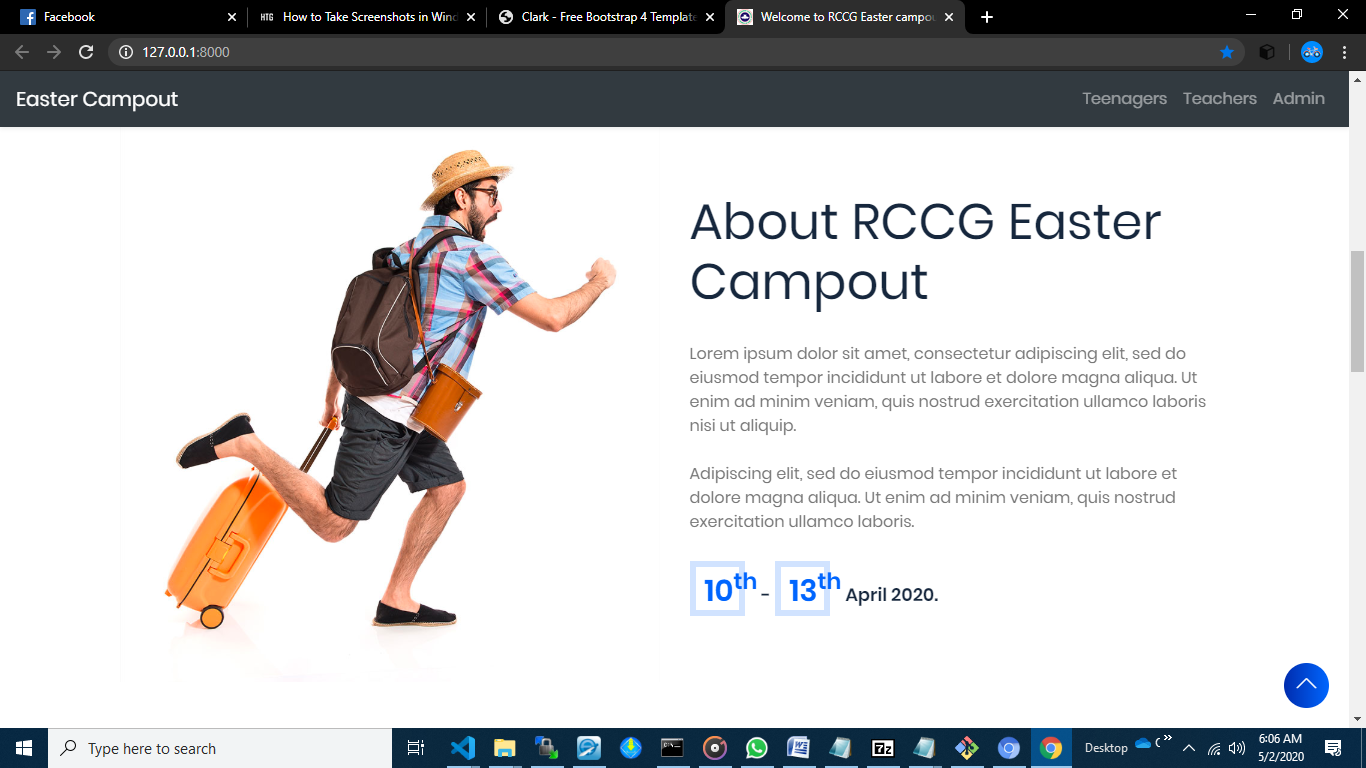 Facebook
HTG How to Take Screenshots in Wind
Clark - Free Bootstrap 4 Template
Welcome to RCCG Easter campou
127.0.0.1:8000
Easter Campout
Teenagers Teachers Admin
About RCCG Easter
Campout
Lorem ipsum dolor sit amet, consectetur adipiscing elit, sed do
eiusmod tempor incididunt ut labore et dolore magna aliqua. Ut
enim ad minim veniam, quis nostrud exercitation ullamco laboris
nisi ut aliquip.
Adipiscing elit, sed do eiusmod tempor incididunt ut labore et
dolore magna aliqua. Ut enim ad minim veniam, quis nostrud
exercitation ullamco laboris.
10th - 13th April 2020.
Type here to search
7z
Desktop
6:06 AM
5/2/2020